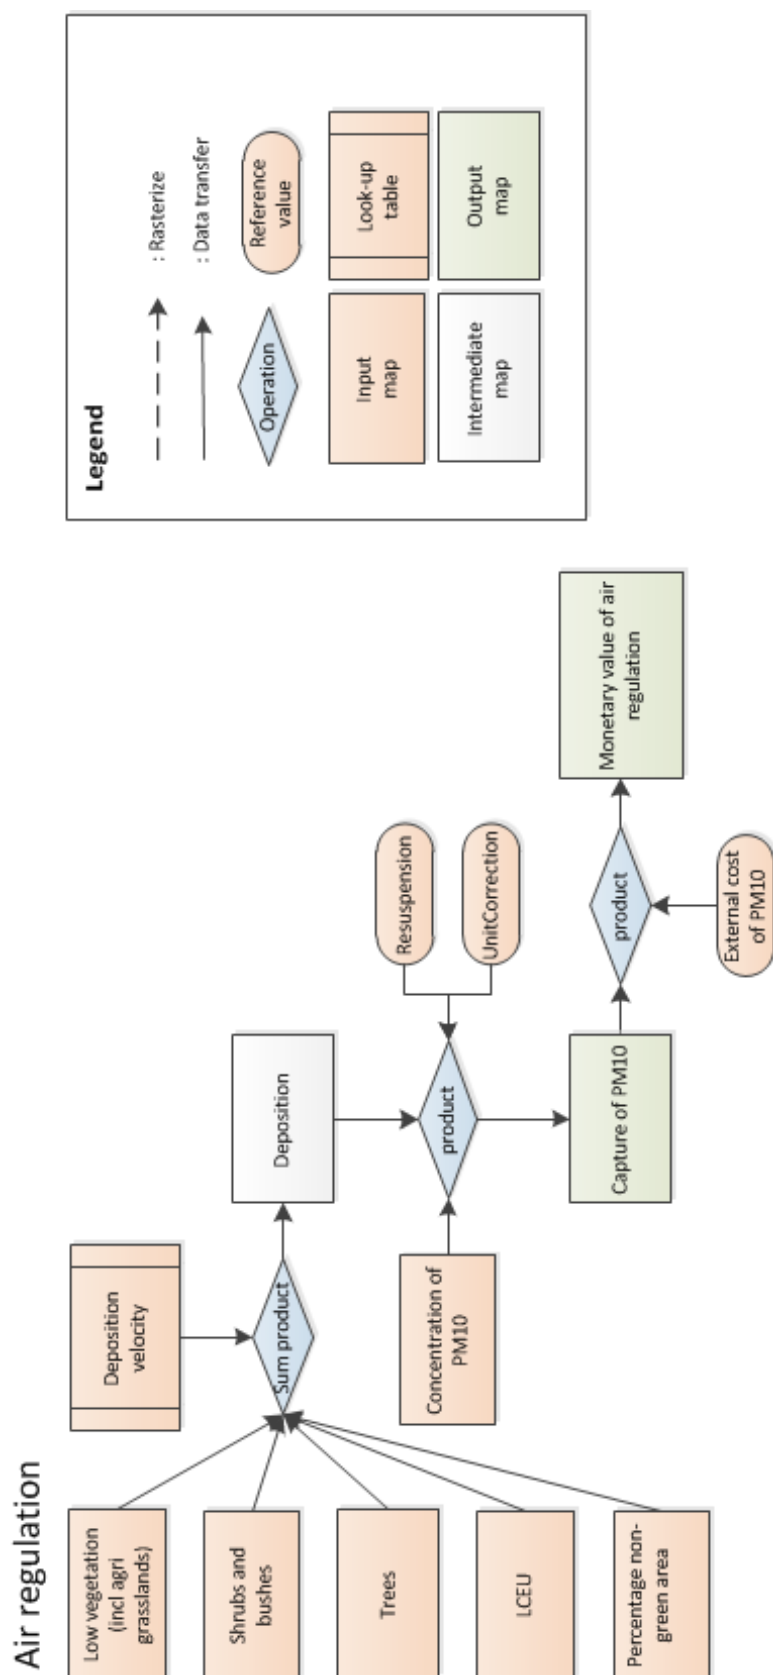 Air regulation
Low vegetation
(incl agri
grasslands)
Shrubs and
bushes
Trees
LCEU
Percentage non-
green area
Deposition
velocity
Sum product
Deposition
Concentration of
PM10
product
Resuspension
UnitCorrection
Capture of PM10
product
External cost
of PM10
Monetary value of air
regulation
Legend
: Rasterize
: Data transfer
Operation
Reference
value
Input
map
Look-up
table
Intermediate
map
Output
map